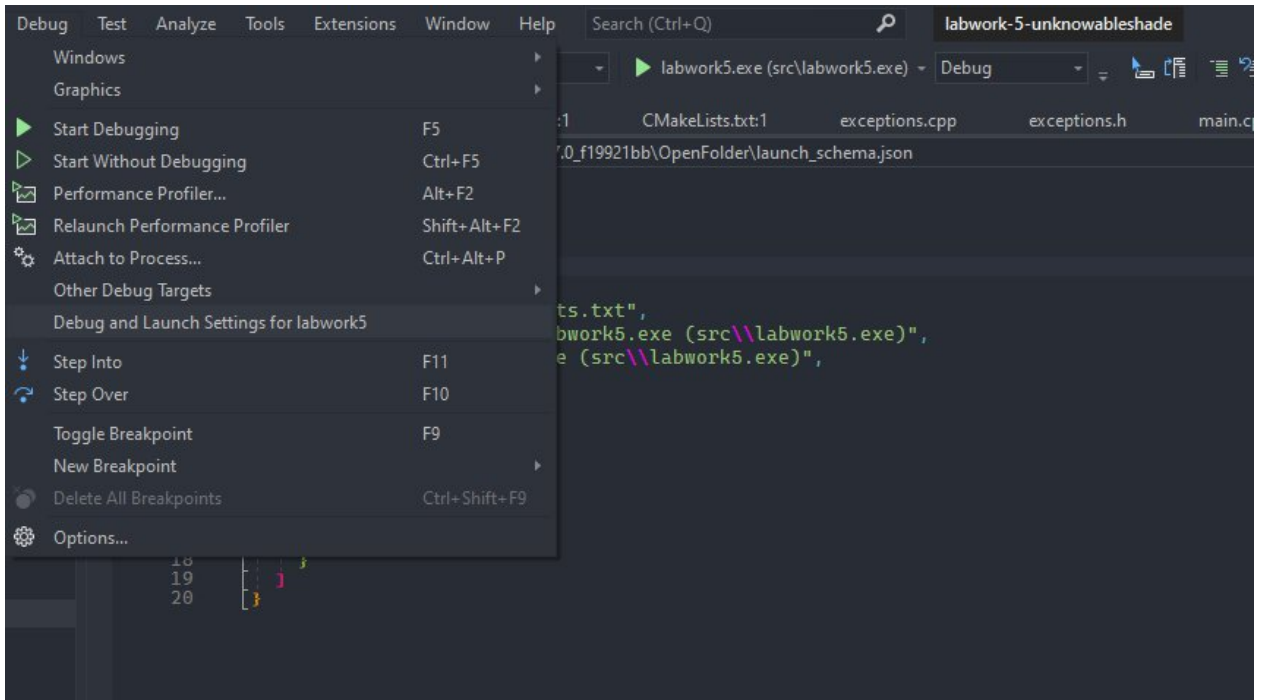 Debug Test Analyze Tools Extensions Window Help Search (Ctrl+Q) labwork-5-unknowableshade
Windows
labwork5.exe (src\labwork5.exe) Debug
Graphics
:1 CMakeLists.txt:1 exceptions.cpp exceptions.h main.c
Start Debugging F5
.0_f19921bb\OpenFolder\launch_schema.json
Start Without Debugging Ctrl+F5
Performance Profiler... Alt+F2
Relaunch Performance Profiler Shift+Alt+F2
Attach to Process... Ctrl+Alt+P
Other Debug Targets
ts.txt",
Debug and Launch Settings for labwork5
bwork5.exe (src\\labwork5.exe)",
e (src\\labwork5.exe)",
Step Into F11
Step Over F10
Toggle Breakpoint F9
New Breakpoint
Delete All Breakpoints Ctrl+Shift+F9
Options...
18 }
19 ]
20 }